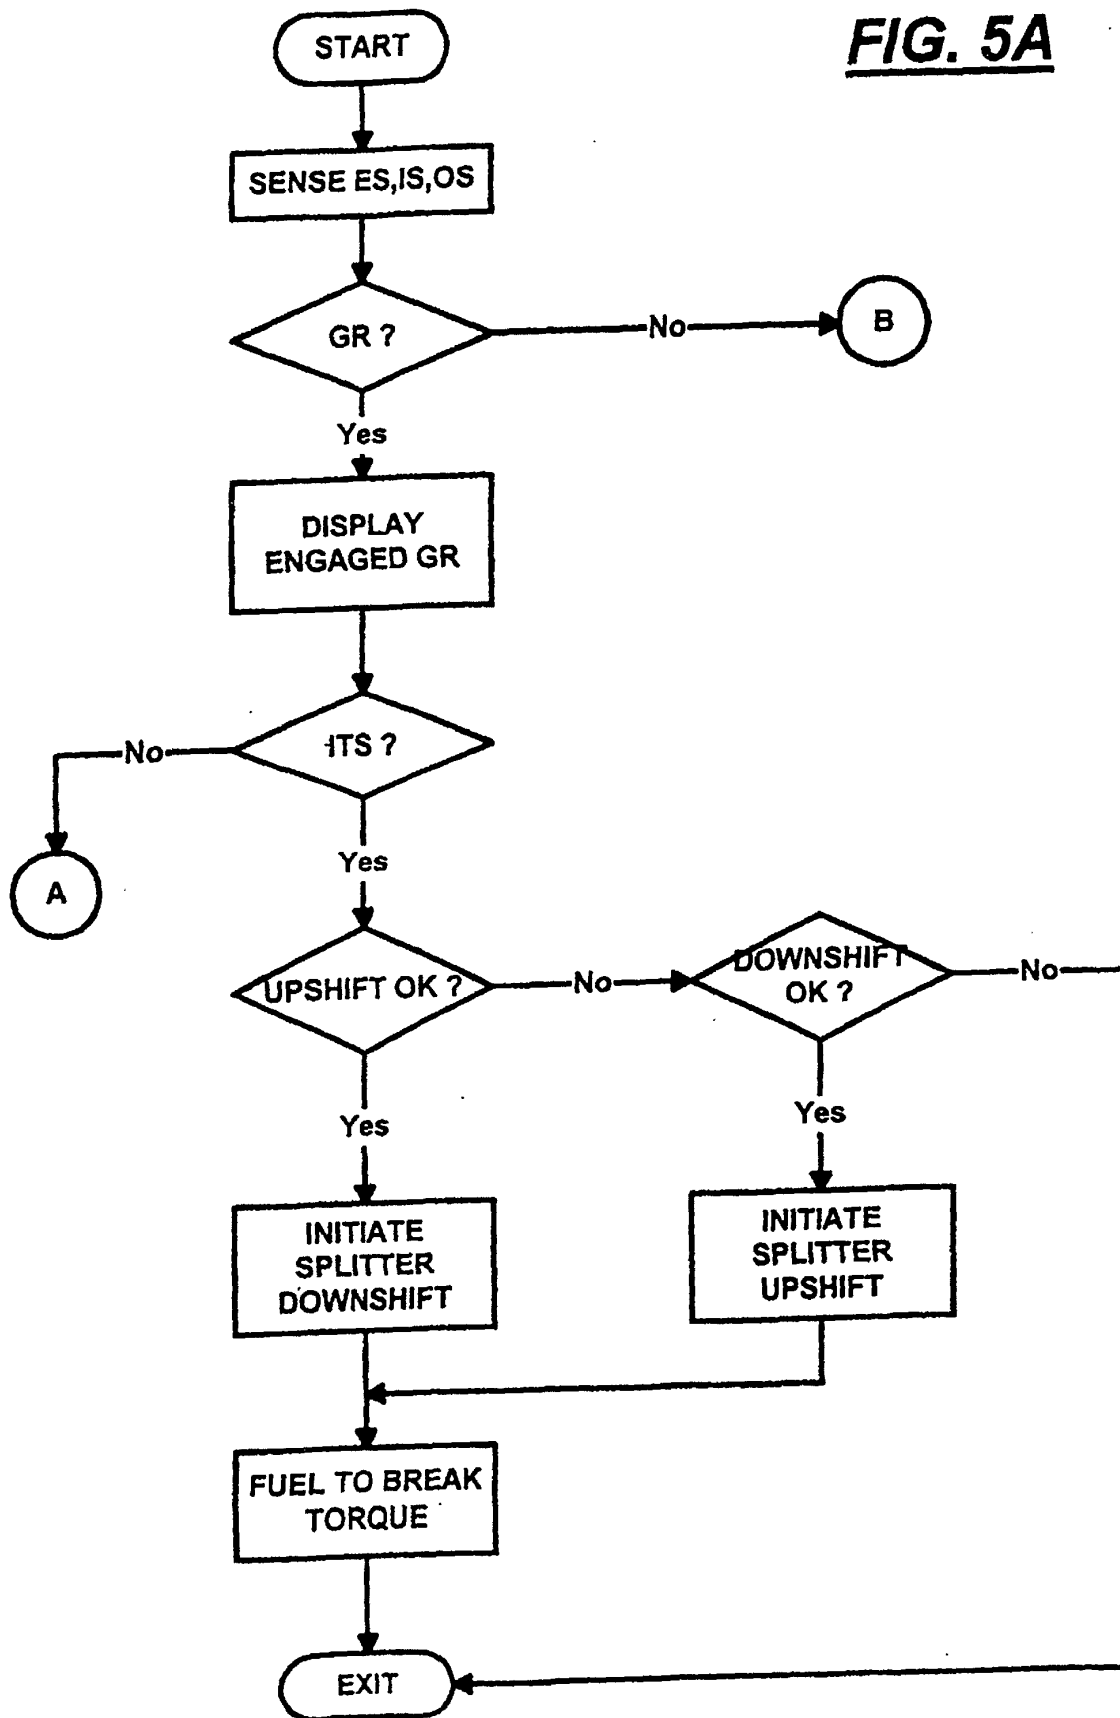 FIG. 5A
START
SENSE ES,IS,OS
GR ?
No
B
Yes
DISPLAY
ENGAGED GR
ITS ?
No
A
Yes
UPSHIFT OK ?
No
DOWNSHIFT
OK ?
No
Yes
Yes
INITIATE
SPLITTER
DOWNSHIFT
INITIATE
SPLITTER
UPSHIFT
FUEL TO BREAK
TORQUE
EXIT